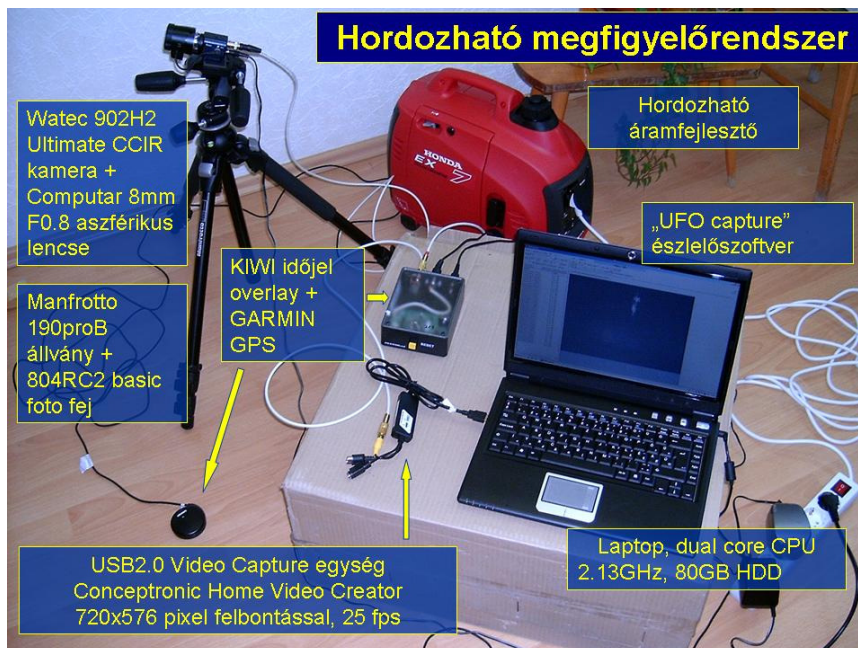 Hordozható megfigyelőrendszer
Watec 902H2
Ultimate CCIR
kamera +
Computar 8mm
F0.8 aszférikus
lencse
Hordozható
áramfejlesztő
HONDA
EX
7
„UFO capture”
észlelőszoftver
KIWI időjel
overlay +
GARMIN
GPS
Manfrotto
190proB
állvány +
804RC2 basic
foto fej
RESET
USB2.0 Video Capture egység
Conceptronic Home Video Creator
720x576 pixel felbontással, 25 fps
Laptop, dual core CPU
2.13GHz, 80GB HDD